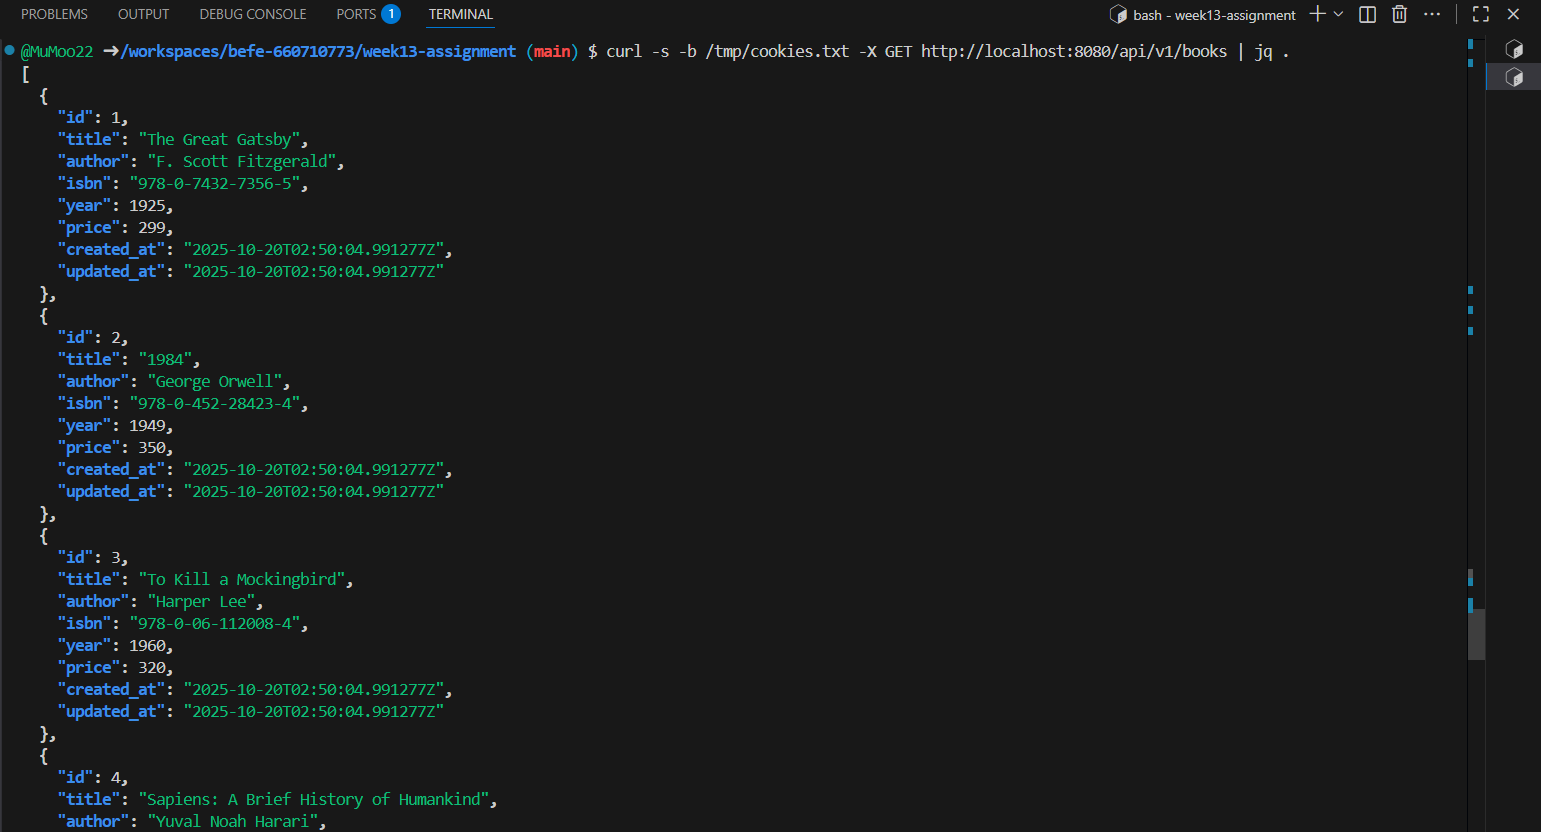 PROBLEMS OUTPUT DEBUG CONSOLE PORTS 1 TERMINAL bash - week13-assignment
@MuMoo22 ➜/workspaces/befe-660710773/week13-assignment (main) $ curl -s -b /tmp/cookies.txt -X GET http://localhost:8080/api/v1/books | jq .
[
  {
    "id": 1,
    "title": "The Great Gatsby",
    "author": "F. Scott Fitzgerald",
    "isbn": "978-0-7432-7356-5",
    "year": 1925,
    "price": 299,
    "created_at": "2025-10-20T02:50:04.991277Z",
    "updated_at": "2025-10-20T02:50:04.991277Z"
  },
  {
    "id": 2,
    "title": "1984",
    "author": "George Orwell",
    "isbn": "978-0-452-28423-4",
    "year": 1949,
    "price": 350,
    "created_at": "2025-10-20T02:50:04.991277Z",
    "updated_at": "2025-10-20T02:50:04.991277Z"
  },
  {
    "id": 3,
    "title": "To Kill a Mockingbird",
    "author": "Harper Lee",
    "isbn": "978-0-06-112008-4",
    "year": 1960,
    "price": 320,
    "created_at": "2025-10-20T02:50:04.991277Z",
    "updated_at": "2025-10-20T02:50:04.991277Z"
  },
  {
    "id": 4,
    "title": "Sapiens: A Brief History of Humankind",
    "author": "Yuval Noah Harari",